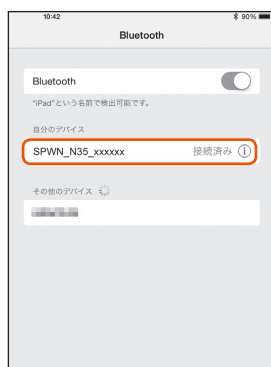 10:42
90%
Bluetooth
Bluetooth
“iPad”という名前で検出可能です。
自分のデバイス
SPWN_N35_xxxxxx 接続済み
その他のデバイス